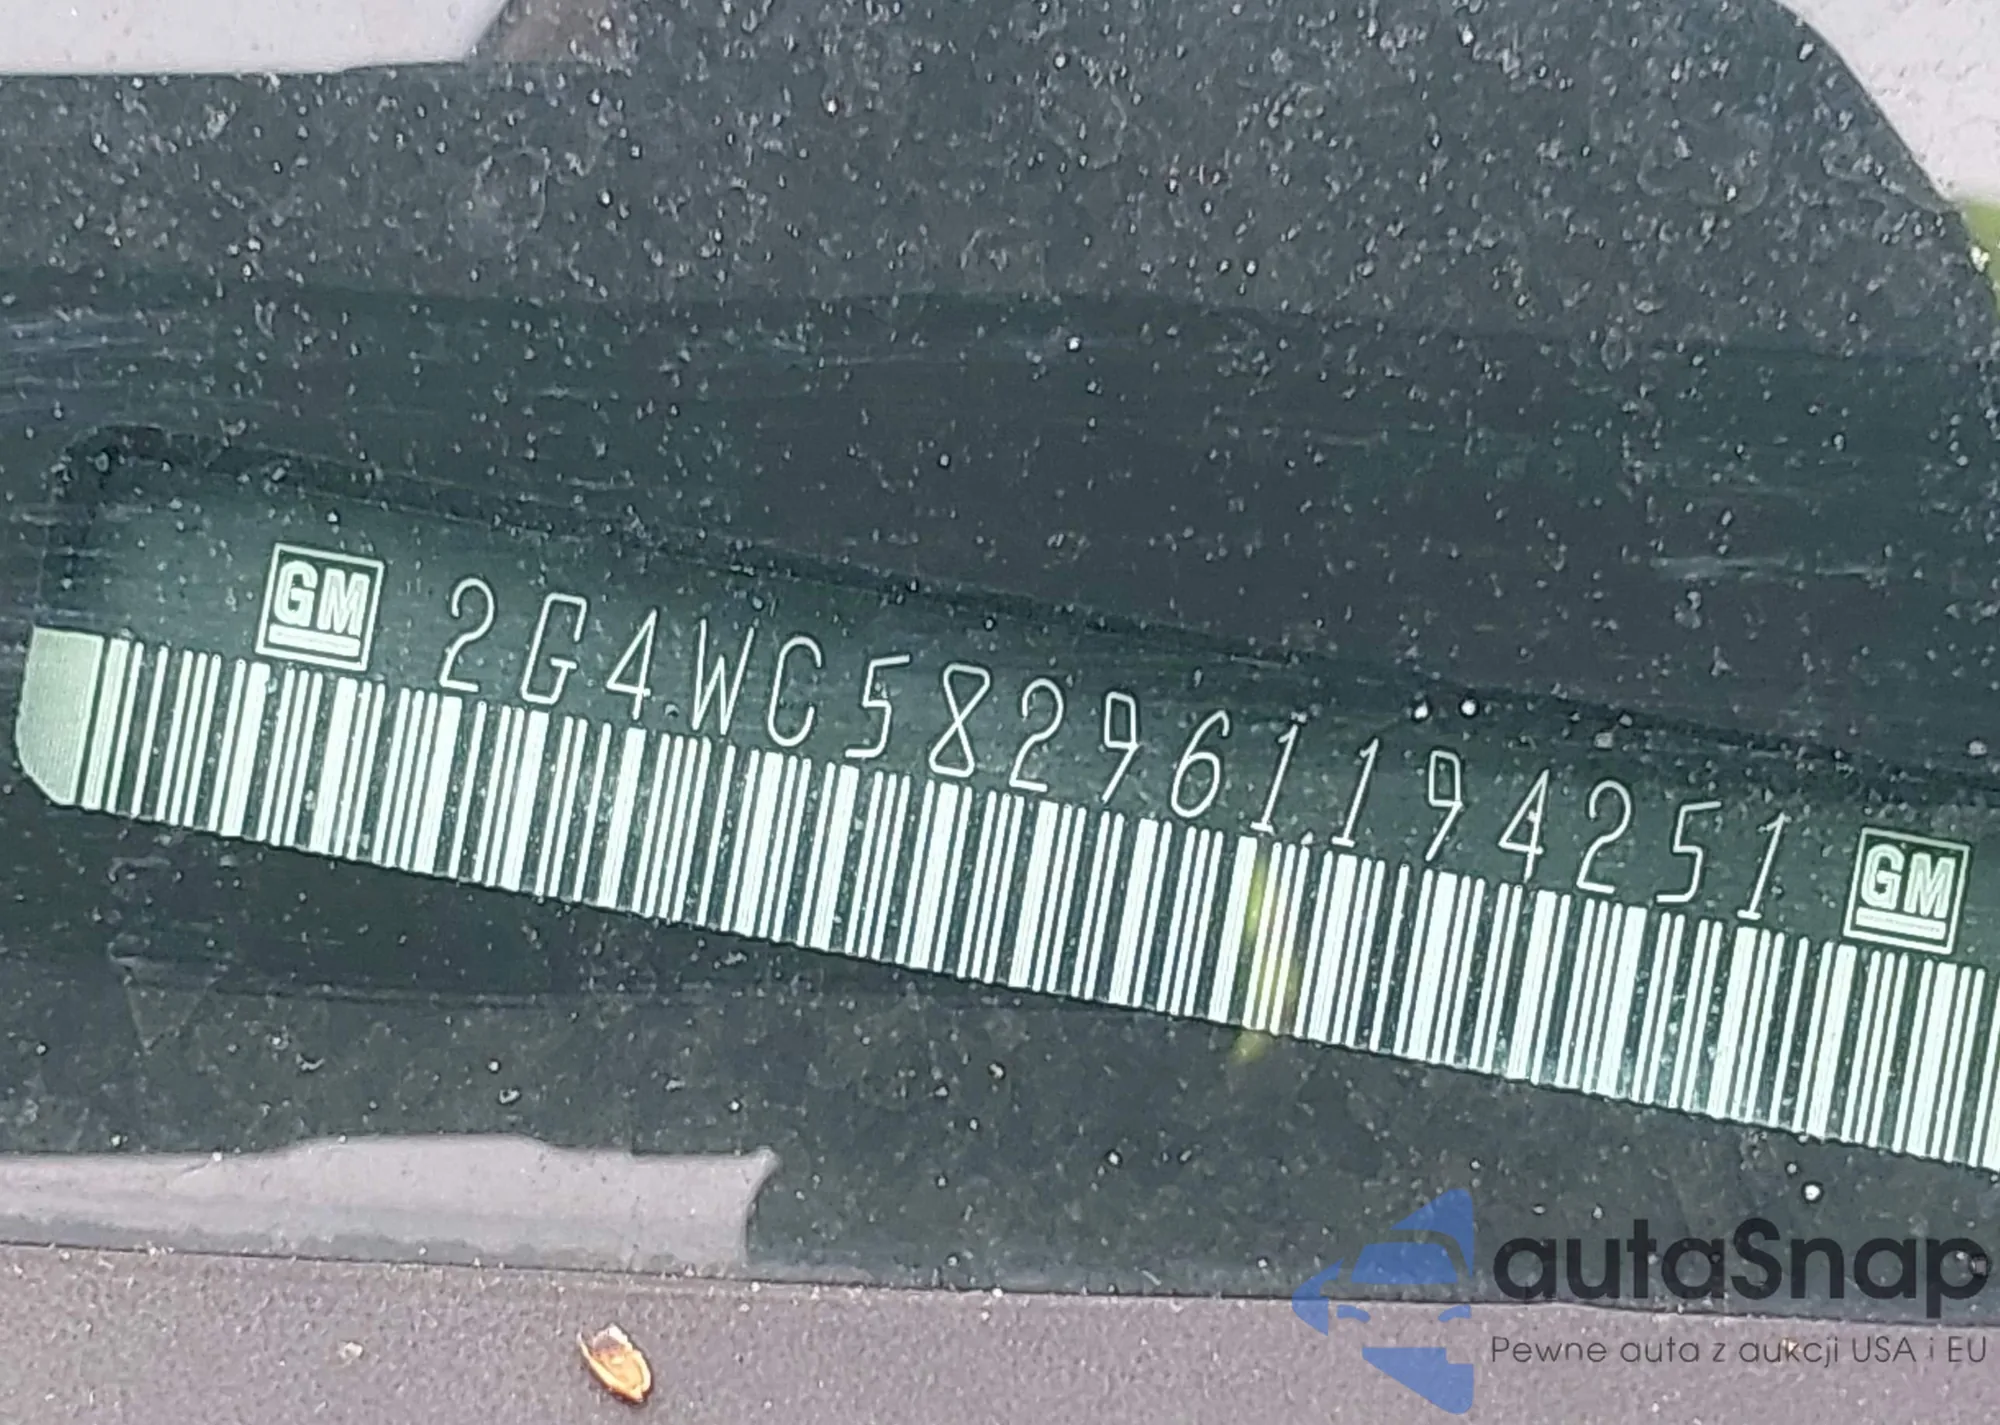 GM 2G4WC582961194251 GM
autaSnap
Pewne auta z aukcji USA i EU